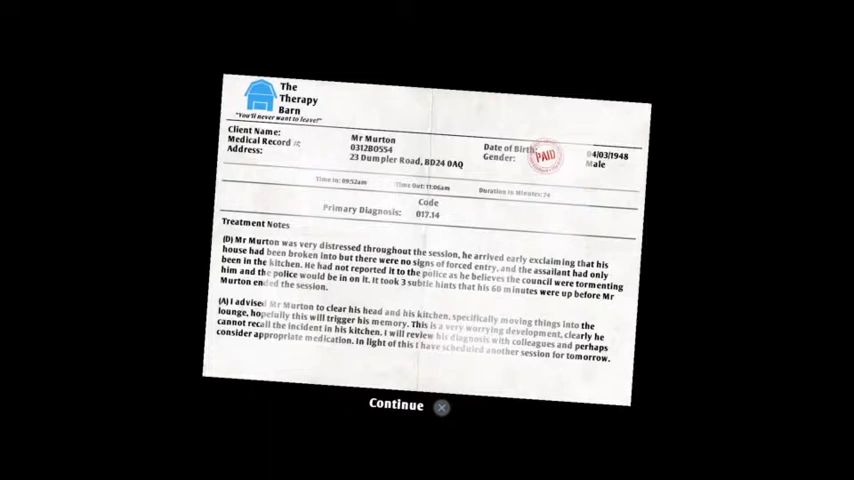 The
Therapy
Barn
"You'll never want to leave!"
Client Name: Mr Murton Date of Birth: 04/03/1948
Medical Record #: 0312B0554 Gender: Male
Address: 23 Dumpler Road, BD24 0AQ
PAID
Time In: 09:52am Time Out: 11:06am Duration in Minutes: 74
Code
Primary Diagnosis: 017.14
Treatment Notes
(D) Mr Murton was very distressed throughout the session, he arrived early exclaiming that his
house had been broken into but there were no signs of forced entry, and the assailant had only
been in the kitchen. He had not reported it to the police as he believes the council were tormenting
him and the police would be in on it. It took 3 subtle hints that his 60 minutes were up before Mr
Murton ended the session.
(A) I advised Mr Murton to clear his head and his kitchen, specifically moving things into the
lounge, hopefully this will trigger his memory. This is a very worrying development, clearly he
cannot recall the incident in his kitchen. I will review his diagnosis with colleagues and perhaps
consider appropriate medication. In light of this I have scheduled another session for tomorrow.
Continue